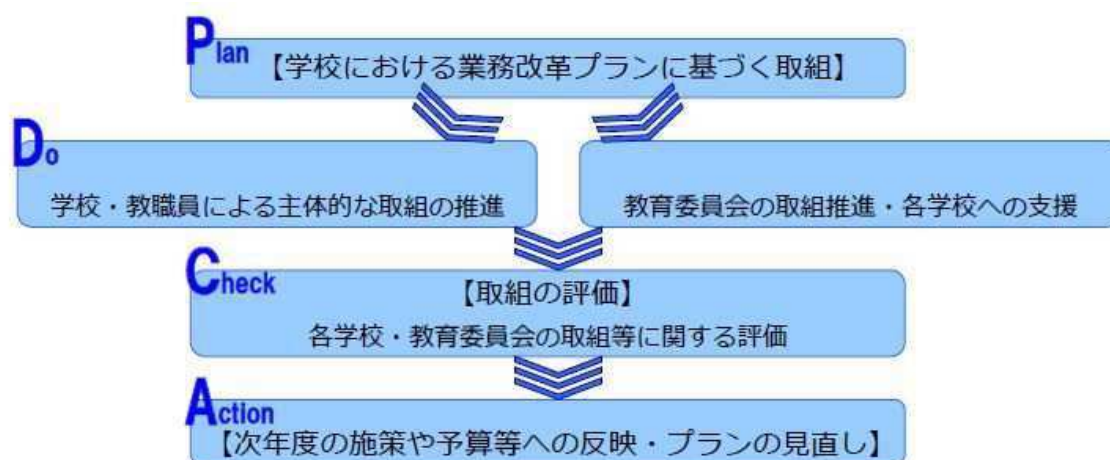 Plan
【学校における業務改革プランに基づく取組】
Do
学校・教職員による主体的な取組の推進
教育委員会の取組推進・各学校への支援
Check
【取組の評価】
各学校・教育委員会の取組等に関する評価
Action
【次年度の施策や予算等への反映・プランの見直し】